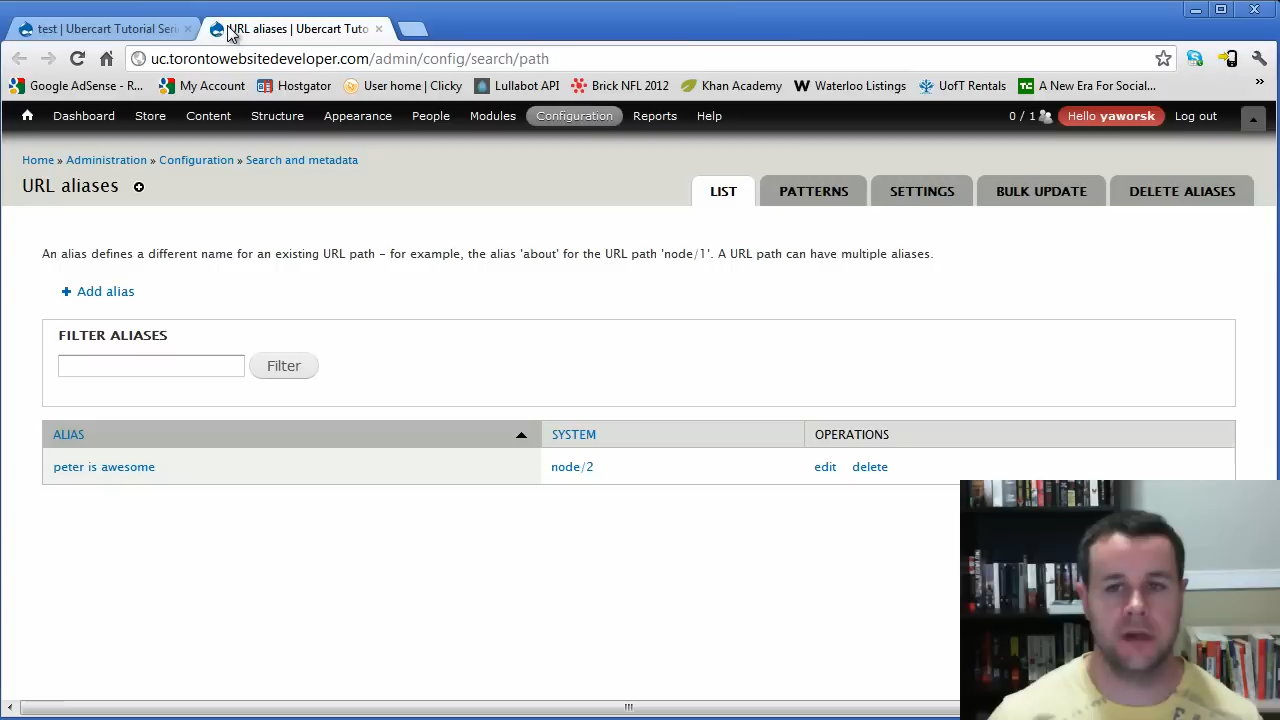 test | Ubercart Tutorial Seri
URL aliases | Ubercart Tuto
uc.torontowebsitedeveloper.com/admin/config/search/path
Google AdSense - R...
My Account
Hostgator
User home | Clicky
Lullabot API
Brick NFL 2012
Khan Academy
Waterloo Listings
UofT Rentals
A New Era For Social...
Dashboard
Store
Content
Structure
Appearance
People
Modules
Configuration
Reports
Help
0 / 1
Hello yaworsk
Log out
Home » Administration » Configuration » Search and metadata
URL aliases
LIST
PATTERNS
SETTINGS
BULK UPDATE
DELETE ALIASES
An alias defines a different name for an existing URL path - for example, the alias 'about' for the URL path 'node/1'. A URL path can have multiple aliases.
+ Add alias
FILTER ALIASES
Filter
ALIAS
SYSTEM
OPERATIONS
peter is awesome
node/2
edit
delete